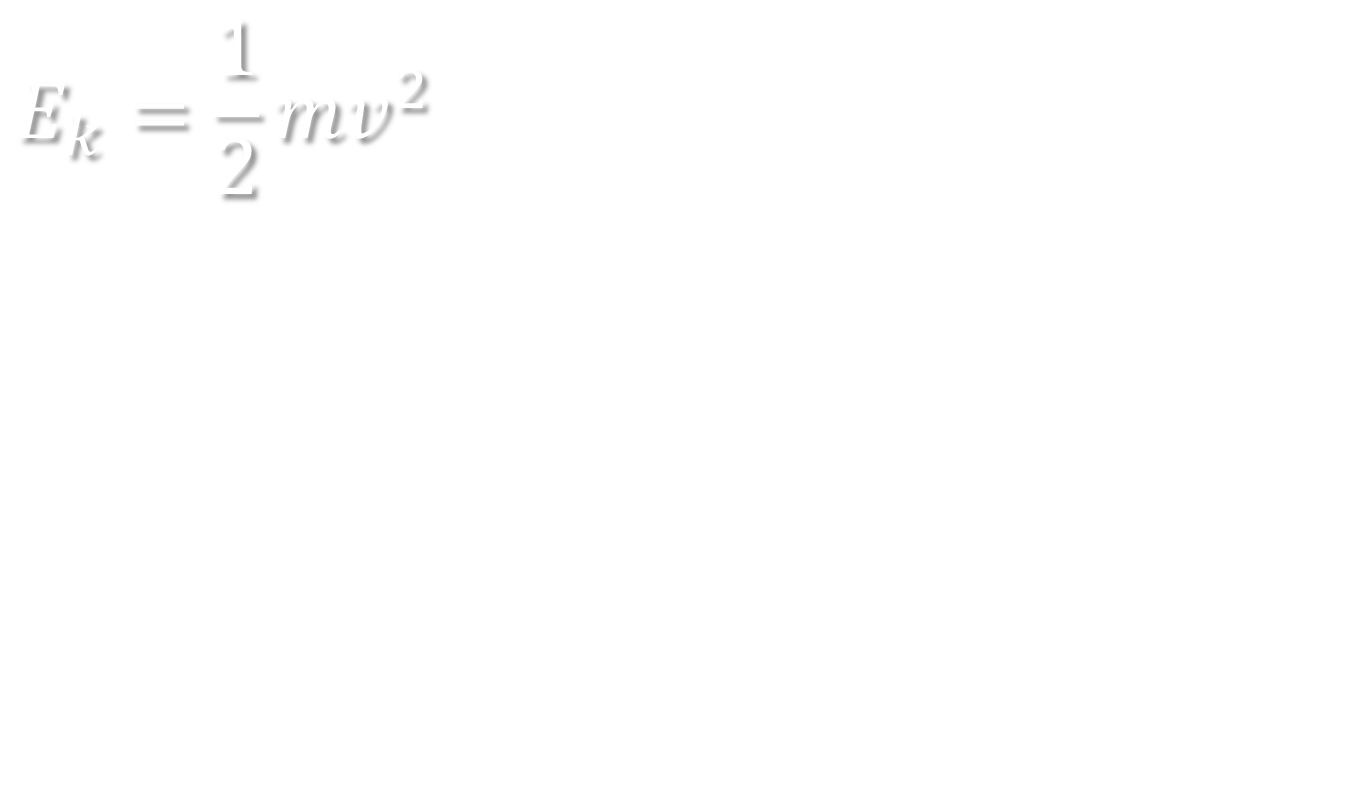 E_k = \frac{1}{2}mv^2